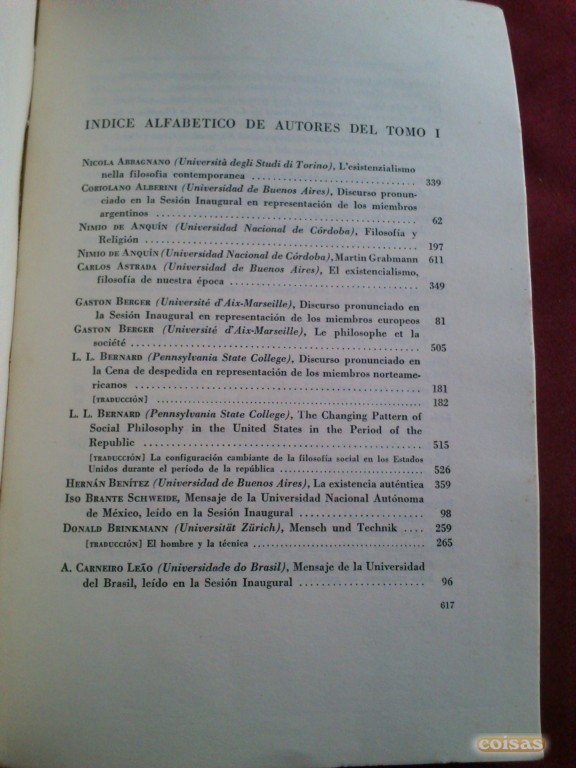 INDICE ALFABETICO DE AUTORES DEL TOMO I
NICOLA ABBAGNANO (Università degli Studi di Torino), L'esistenzialismo
nella filosofia contemporanea ........ 339
CORIOLANO ALBERINI (Universidad de Buenos Aires), Discurso pronun-
ciado en la Sesión Inaugural en representación de los miembros
argentinos ........ 62
NIMIO DE ANQUÍN (Universidad Nacional de Córdoba), Filosofía y
Religión ........ 197
NIMIO DE ANQUÍN (Universidad Nacional de Córdoba), Martin Grabmann 611
CARLOS ASTRADA (Universidad de Buenos Aires), El existencialismo,
filosofía de nuestra época ........ 349
GASTON BERGER (Université d'Aix-Marseille), Discurso pronunciado en
la Sesión Inaugural en representación de los miembros europeos 81
GASTON BERGER (Université d'Aix-Marseille), Le philosophe et la
société ........ 505
L. L. BERNARD (Pennsylvania State College), Discurso pronunciado en
la Cena de despedida en representación de los miembros norteame-
ricanos ........ 181
[TRADUCCIÓN] ........ 182
L. L. BERNARD (Pennsylvania State College), The Changing Pattern of
Social Philosophy in the United States in the Period of the
Republic ........ 515
[TRADUCCIÓN] La configuración cambiante de la filosofía social en los Estados
Unidos durante el período de la república ........ 526
HERNÁN BENÍTEZ (Universidad de Buenos Aires), La existencia auténtica 359
ISO BRANTE SCHWEIDE, Mensaje de la Universidad Nacional Autónoma
de México, leído en la Sesión Inaugural ........ 98
DONALD BRINKMANN (Universität Zürich), Mensch und Technik .... 259
[TRADUCCIÓN] El hombre y la técnica ........ 265
A. CARNEIRO LEÃO (Universidade do Brasil), Mensaje de la Universidad
del Brasil, leído en la Sesión Inaugural ........ 96
617
coisas